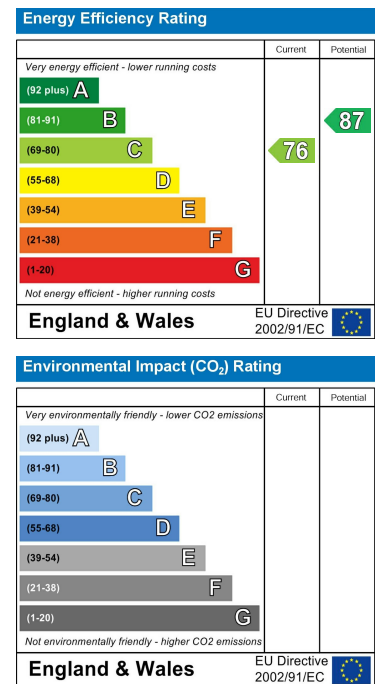 Energy Efficiency Rating
Current Potential
Very energy efficient - lower running costs
(92 plus) A
(81-91) B 87
(69-80) C 76
(55-68) D
(39-54) E
(21-38) F
(1-20) G
Not energy efficient - higher running costs
England & Wales EU Directive 2002/91/EC
Environmental Impact (CO₂) Rating
Current Potential
Very environmentally friendly - lower CO2 emissions
(92 plus) A
(81-91) B
(69-80) C
(55-68) D
(39-54) E
(21-38) F
(1-20) G
Not environmentally friendly - higher CO2 emissions
England & Wales EU Directive 2002/91/EC